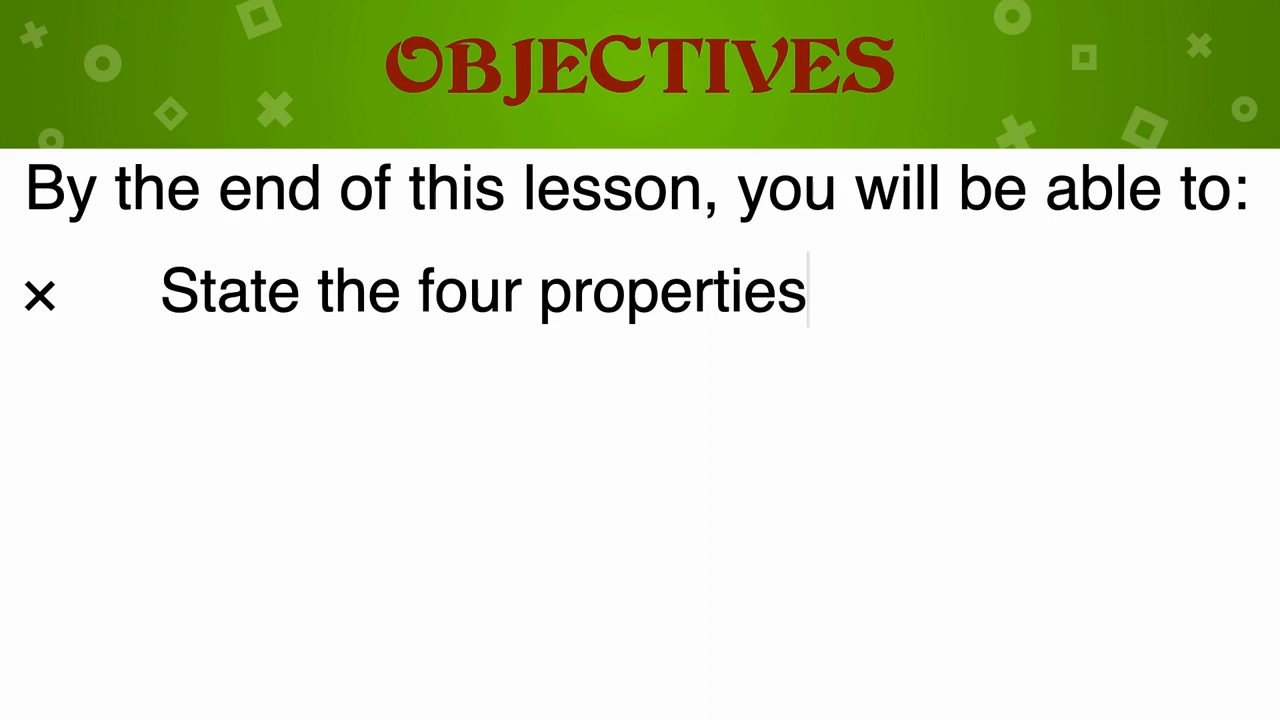 OBJECTIVES
By the end of this lesson, you will be able to:
× State the four properties